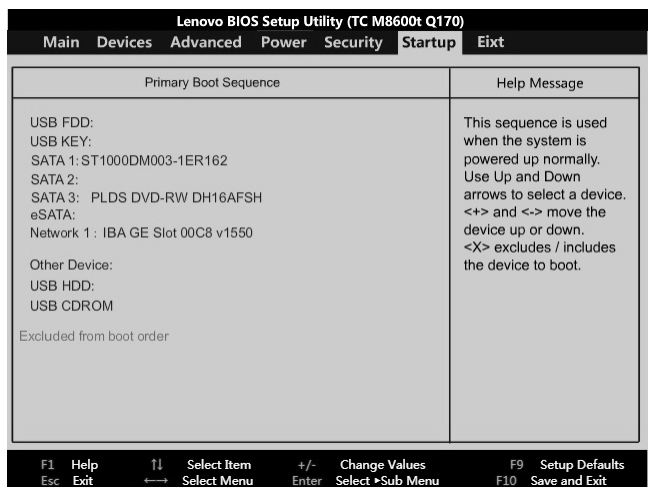 Lenovo BIOS Setup Utility (TC M8600t Q170)
Main Devices Advanced Power Security Startup Eixt
Primary Boot Sequence
USB FDD:
USB KEY:
SATA 1: ST1000DM003-1ER162
SATA 2:
SATA 3: PLDS DVD-RW DH16AFSH
eSATA:
Network 1 : IBA GE Slot 00C8 v1550
Other Device:
USB HDD:
USB CDROM
Excluded from boot order
Help Message
This sequence is used
when the system is
powered up normally.
Use Up and Down
arrows to select a device.
<+> and <-> move the
device up or down.
<X> excludes / includes
the device to boot.
F1 Help ↑↓ Select Item +/- Change Values F9 Setup Defaults
Esc Exit ←→ Select Menu Enter Select ▸Sub Menu F10 Save and Exit